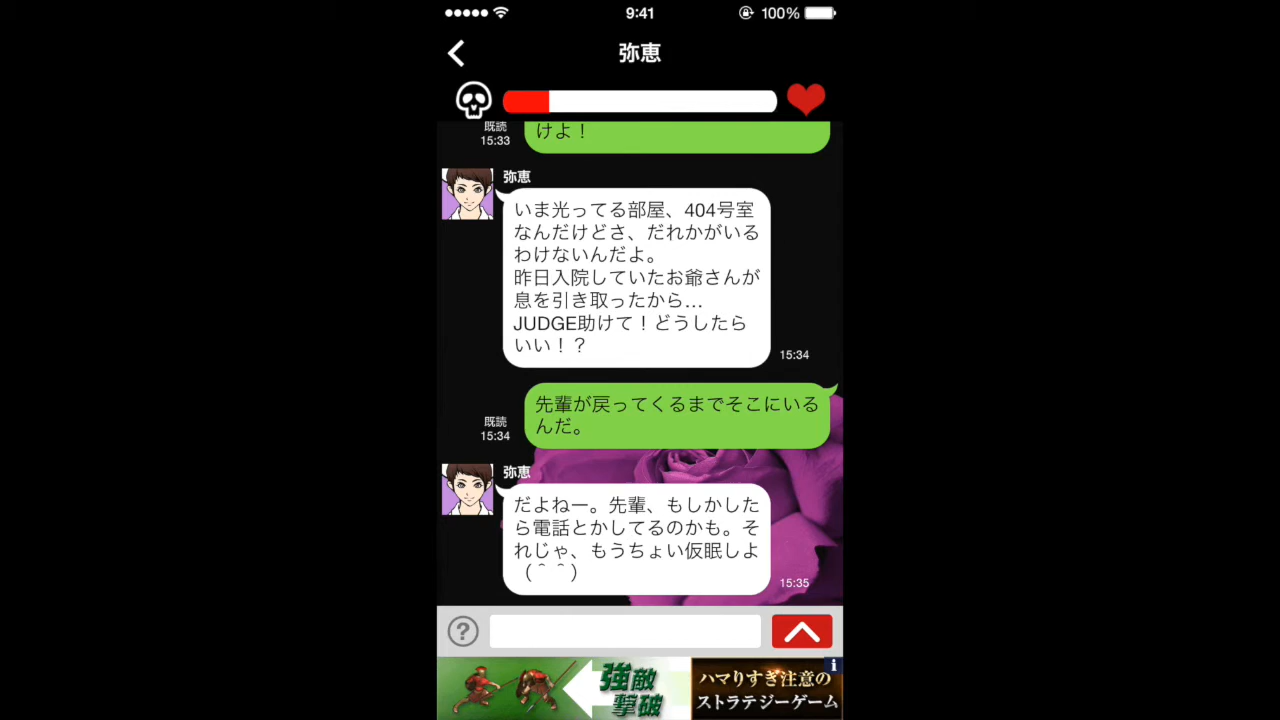 9:41
100%
弥恵
既読
15:33
けよ！
弥恵
いま光ってる部屋、404号室
なんだけどさ、だれかがいる
わけないんだよ。
昨日入院していたお爺さんが
息を引き取ったから…
JUDGE助けて！どうしたら
いい！？
15:34
先輩が戻ってくるまでそこにいる
んだ。
既読
15:34
弥恵
だよねー。先輩、もしかした
ら電話とかしてるのかも。そ
れじゃ、もうちょい仮眠しよ
（＾＾）
15:35
?
強敵
撃破
ハマりすぎ注意の
ストラテジーゲーム
i